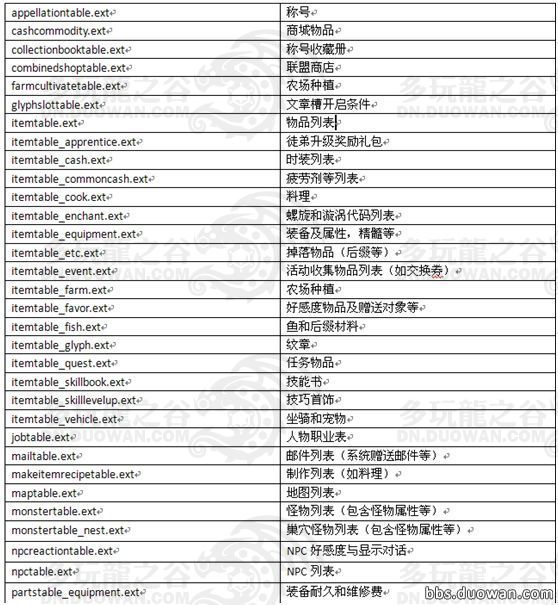 appellationtable.ext 称号
cashcommodity.ext 商城物品
collectionbooktable.ext 称号收藏册
combinedshoptable.ext 联盟商店
farmcultivatetable.ext 农场种植
glyphslottable.ext 文章槽开启条件
itemtable.ext 物品列表
itemtable_apprentice.ext 徒弟升级奖励礼包
itemtable_cash.ext 时装列表
itemtable_commoncash.ext 疲劳剂等列表
itemtable_cook.ext 料理
itemtable_enchant.ext 螺旋和漩涡代码列表
itemtable_equipment.ext 装备及属性，精髓等
itemtable_etc.ext 掉落物品（后缀等）
itemtable_event.ext 活动收集物品列表（如交换券）
itemtable_farm.ext 农场种植
itemtable_favor.ext 好感度物品及赠送对象等
itemtable_fish.ext 鱼和后缀材料
itemtable_glyph.ext 纹章
itemtable_quest.ext 任务物品
itemtable_skillbook.ext 技能书
itemtable_skilllevelup.ext 技巧首饰
itemtable_vehicle.ext 坐骑和宠物
jobtable.ext 人物职业表
mailtable.ext 邮件列表（系统赠送邮件等）
makeitemrecipetable.ext 制作列表（如料理）
maptable.ext 地图列表
monstertable.ext 怪物列表（包含怪物属性等）
monstertable_nest.ext 巢穴怪物列表（包含怪物属性等）
npcreactiontable.ext NPC 好感度与显示对话
npctable.ext NPC 列表
partstable_equipment.ext 装备耐久和维修费
多玩龍之谷
DN.DUOWAN.COM
bbs.duowan.com